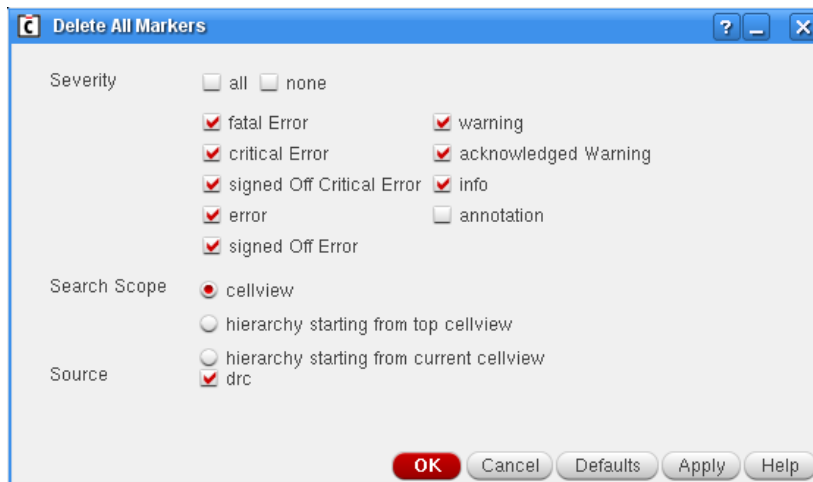 Delete All Markers
Severity
all none
fatal Error warning
critical Error acknowledged Warning
signed Off Critical Error info
error annotation
signed Off Error
Search Scope
cellview
hierarchy starting from top cellview
hierarchy starting from current cellview
Source
drc
OK Cancel Defaults Apply Help